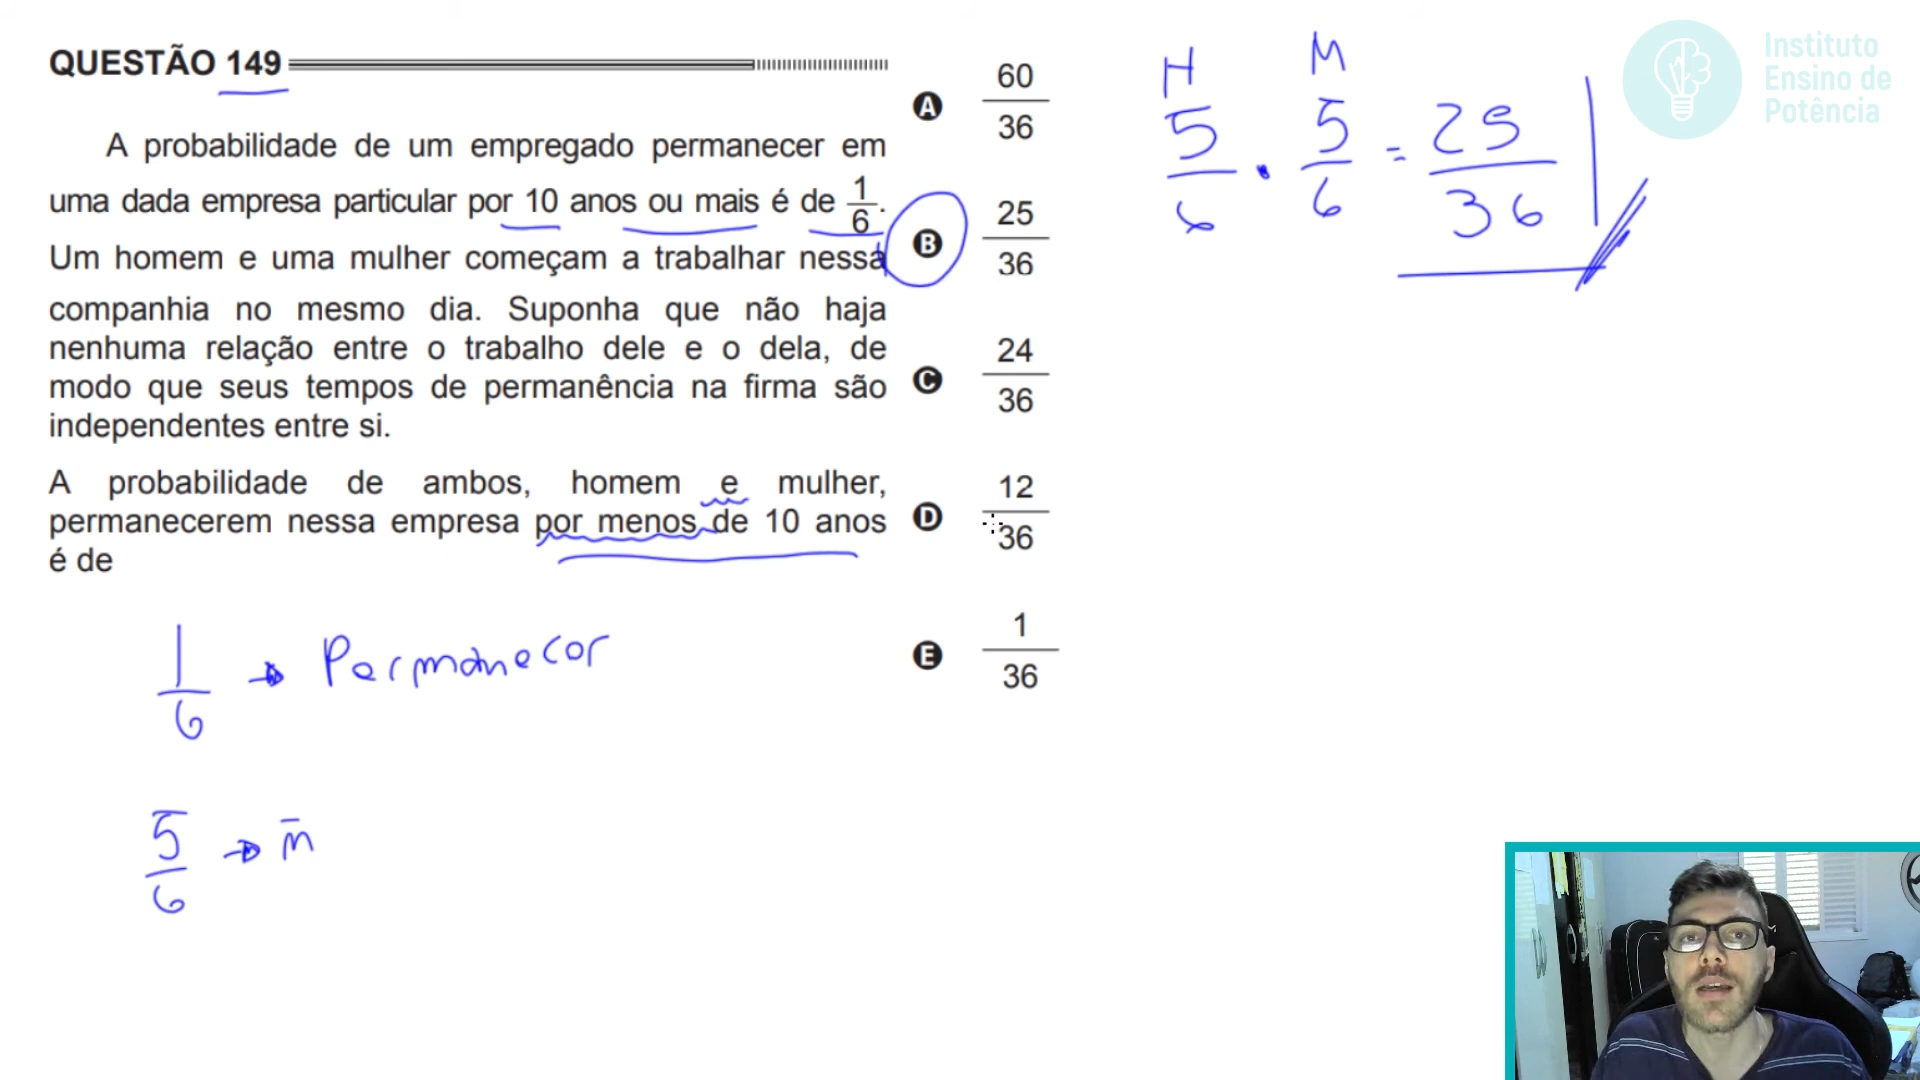 QUESTÃO 149
A probabilidade de um empregado permanecer em
uma dada empresa particular por 10 anos ou mais é de 1/6.
Um homem e uma mulher começam a trabalhar nessa
companhia no mesmo dia. Suponha que não haja
nenhuma relação entre o trabalho dele e o dela, de
modo que seus tempos de permanência na firma são
independentes entre si.
A probabilidade de ambos, homem e mulher,
permanecerem nessa empresa por menos de 10 anos
é de
A 60/36
B 25/36
C 24/36
D 12/36
E 1/36
H M
5/6 . 5/6 = 25/36
1/6 → Permanecer
5/6 → m̄
Instituto
Ensino de
Potência